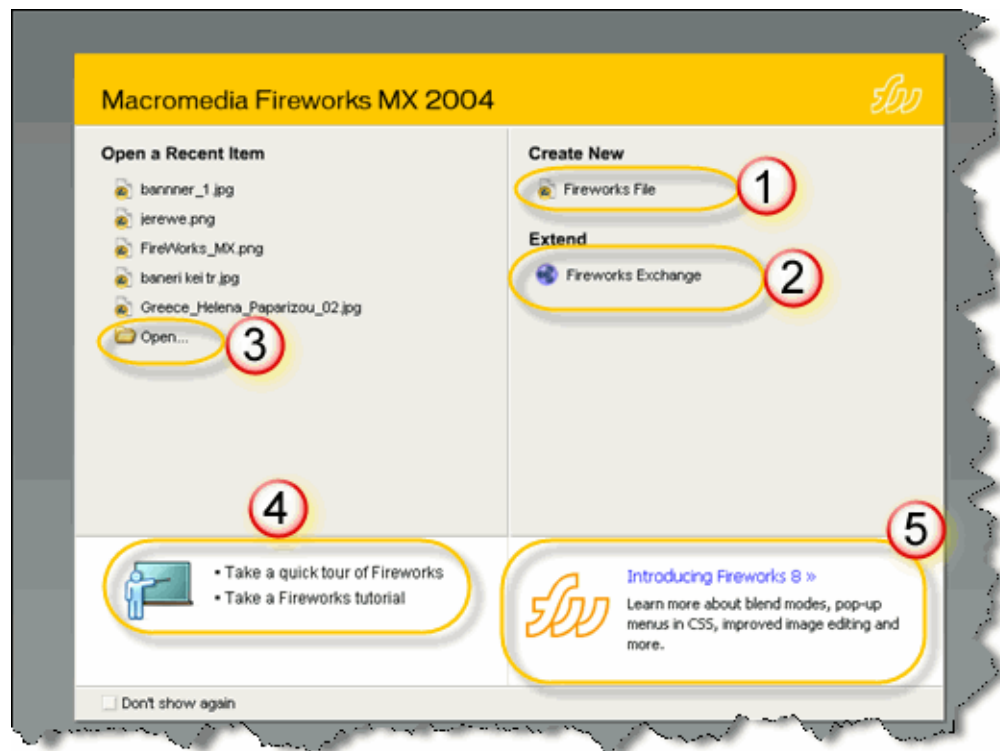 Macromedia Fireworks MX 2004
Open a Recent Item
bannner_1.jpg
jerewe.png
FireWorks_MX.png
baneri kei tr.jpg
Greece_Helena_Paparizou_02.jpg
Open...
3
Create New
Fireworks File
1
Extend
Fireworks Exchange
2
4
• Take a quick tour of Fireworks
• Take a Fireworks tutorial
5
Introducing Fireworks 8 »
Learn more about blend modes, pop-up
menus in CSS, improved image editing and
more.
Don't show again